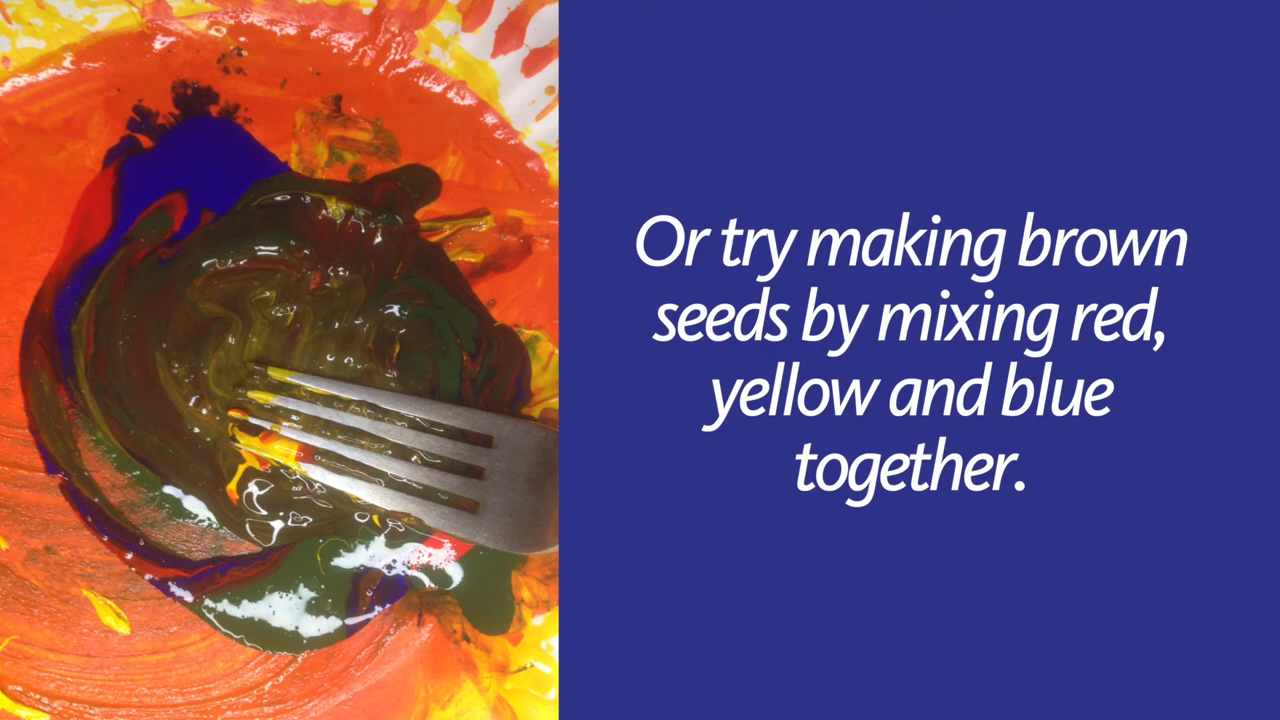 Or try making brown
seeds by mixing red,
yellow and blue
together.